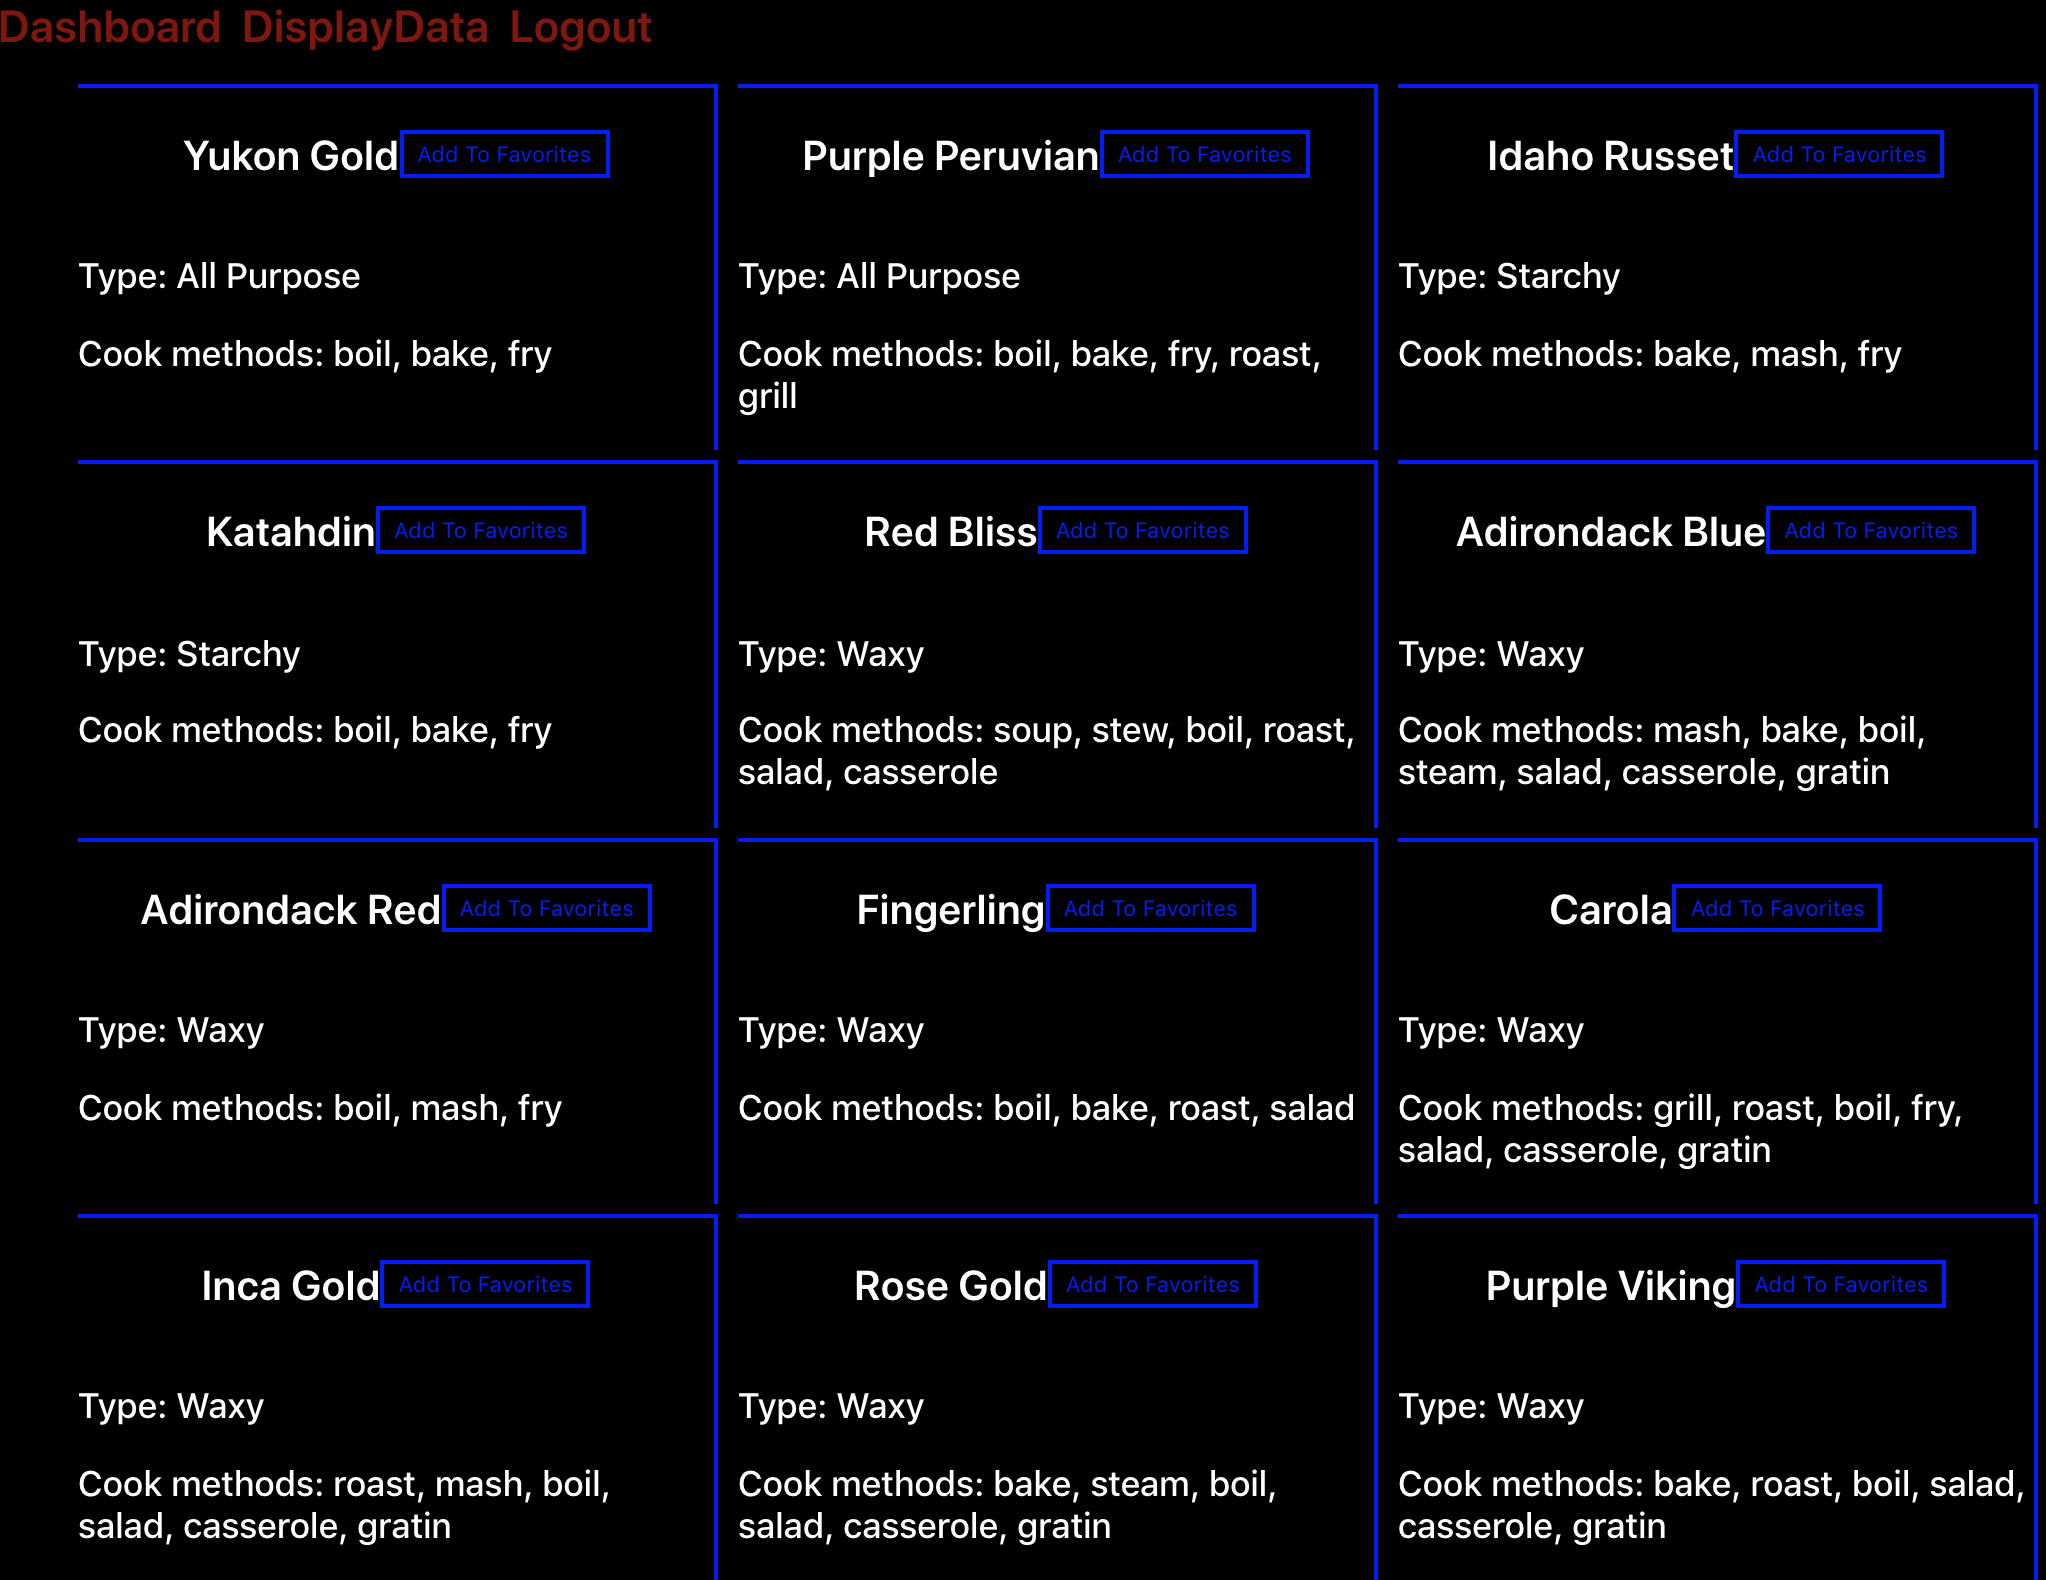 Dashboard DisplayData Logout
Yukon Gold Add To Favorites
Type: All Purpose
Cook methods: boil, bake, fry
Purple Peruvian Add To Favorites
Type: All Purpose
Cook methods: boil, bake, fry, roast,
grill
Idaho Russet Add To Favorites
Type: Starchy
Cook methods: bake, mash, fry
Katahdin Add To Favorites
Type: Starchy
Cook methods: boil, bake, fry
Red Bliss Add To Favorites
Type: Waxy
Cook methods: soup, stew, boil, roast,
salad, casserole
Adirondack Blue Add To Favorites
Type: Waxy
Cook methods: mash, bake, boil,
steam, salad, casserole, gratin
Adirondack Red Add To Favorites
Type: Waxy
Cook methods: boil, mash, fry
Fingerling Add To Favorites
Type: Waxy
Cook methods: boil, bake, roast, salad
Carola Add To Favorites
Type: Waxy
Cook methods: grill, roast, boil, fry,
salad, casserole, gratin
Inca Gold Add To Favorites
Type: Waxy
Cook methods: roast, mash, boil,
salad, casserole, gratin
Rose Gold Add To Favorites
Type: Waxy
Cook methods: bake, steam, boil,
salad, casserole, gratin
Purple Viking Add To Favorites
Type: Waxy
Cook methods: bake, roast, boil, salad,
casserole, gratin